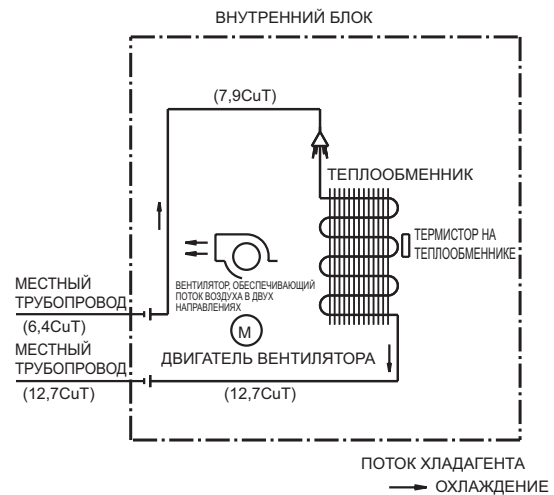 ВНУТРЕННИЙ БЛОК
(7,9CuT)
ТЕПЛООБМЕННИК
ТЕРМИСТОР НА
ТЕПЛООБМЕННИКЕ
ВЕНТИЛЯТОР, ОБЕСПЕЧИВАЮЩИЙ
ПОТОК ВОЗДУХА В ДВУХ
НАПРАВЛЕНИЯХ
МЕСТНЫЙ
ТРУБОПРОВОД
(6,4CuT)
M
МЕСТНЫЙ
ТРУБОПРОВОД
ДВИГАТЕЛЬ ВЕНТИЛЯТОРА
(12,7CuT)
(12,7CuT)
ПОТОК ХЛАДАГЕНТА
ОХЛАЖДЕНИЕ